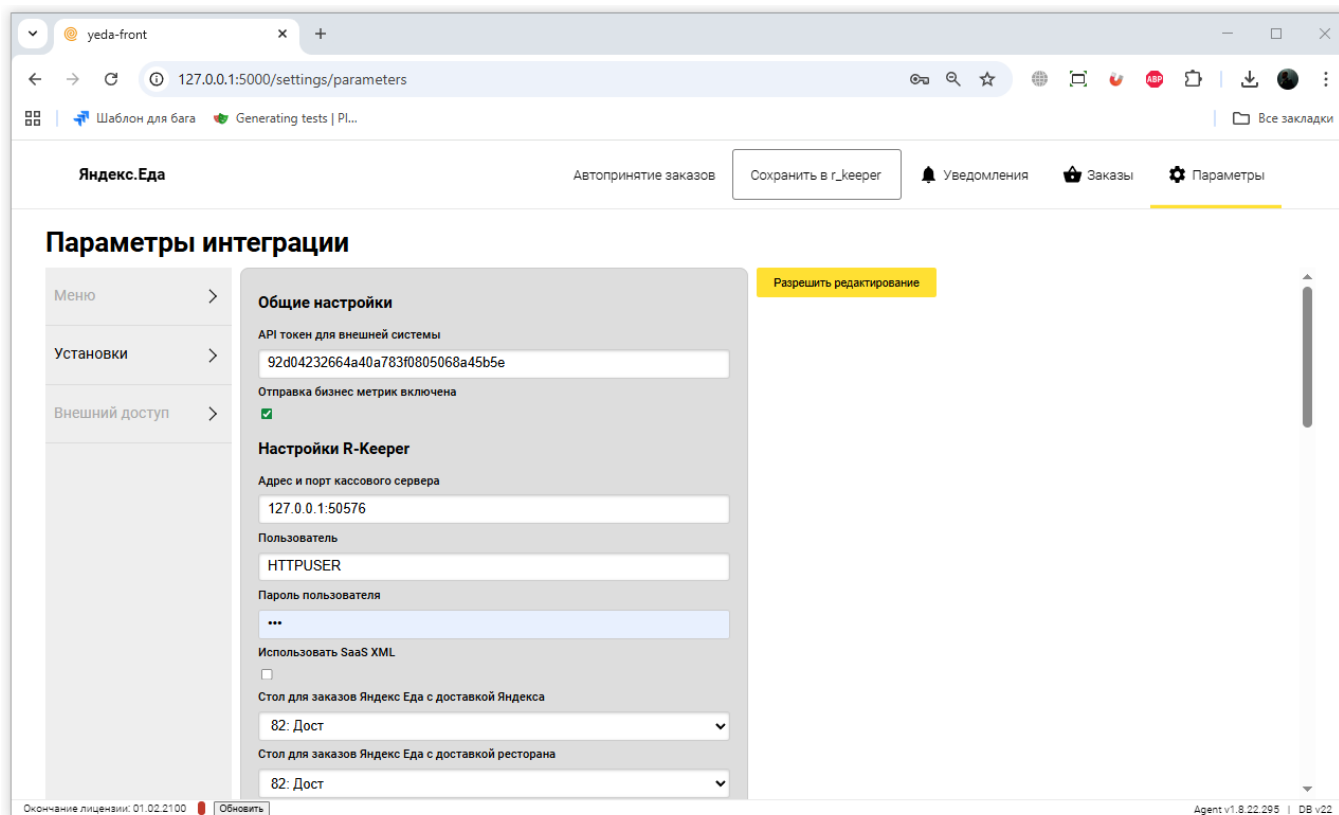 yeda-front
127.0.0.1:5000/settings/parameters
ABP
Шаблон для бага
Generating tests | Pl...
Все закладки
Яндекс.Еда
Автопринятие заказов
Сохранить в r_keeper
Уведомления
Заказы
Параметры
Параметры интеграции
Меню
Установки
Внешний доступ
Общие настройки
API токен для внешней системы
92d04232664a40a783f0805068a45b5e
Отправка бизнес метрик включена
Настройки R-Keeper
Адрес и порт кассового сервера
127.0.0.1:50576
Пользователь
HTTPUSER
Пароль пользователя
•••
Использовать SaaS XML
Стол для заказов Яндекс Еда с доставкой Яндекса
82: Дост
Стол для заказов Яндекс Еда с доставкой ресторана
82: Дост
Разрешить редактирование
Окончание лицензии: 01.02.2100
Обновить
Agent v1.8.22.295 | DB v22